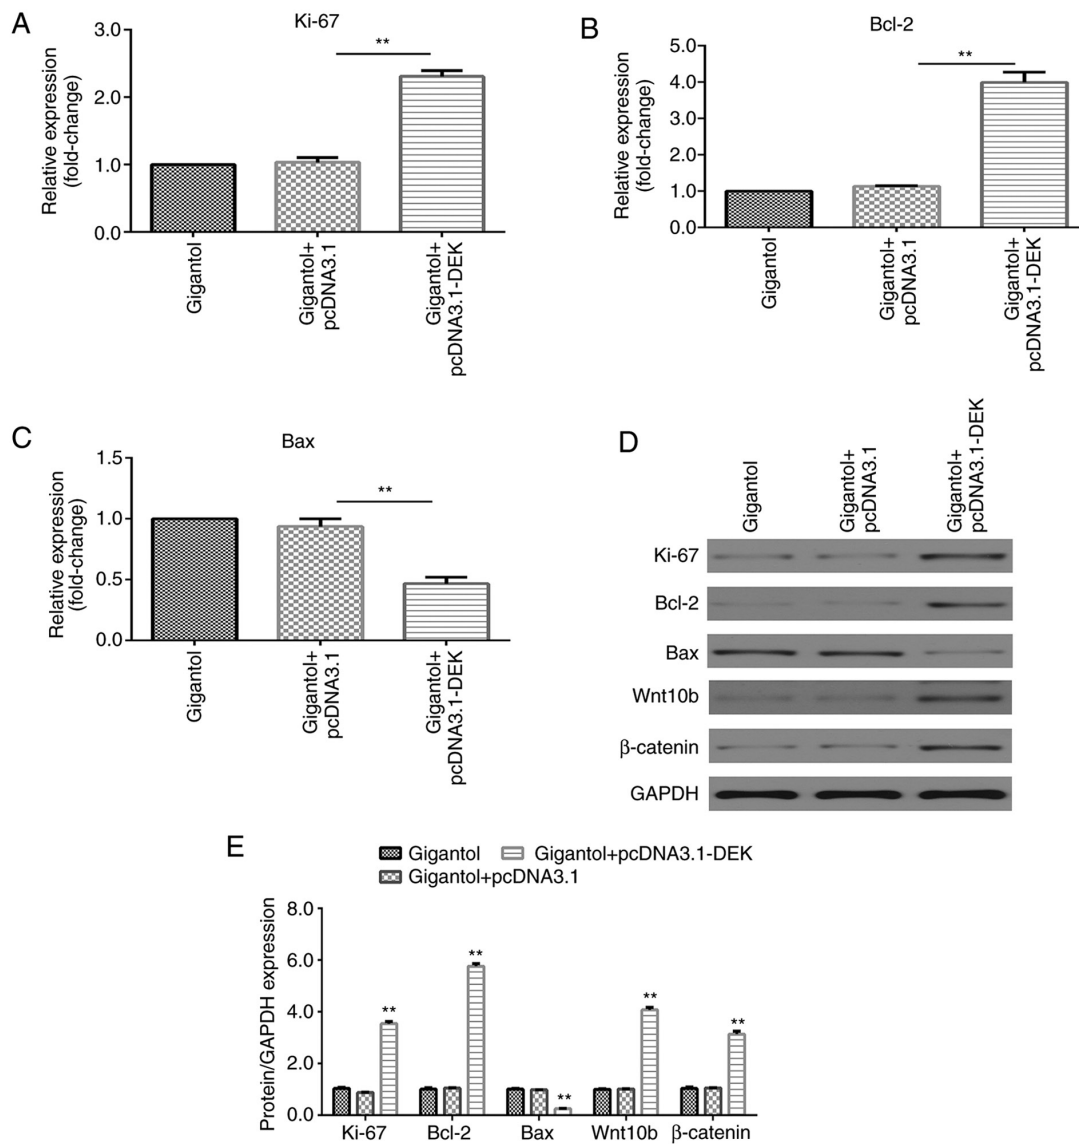 A
Ki-67
Relative expression
(fold-change)
3.0
2.0
1.0
0.0
**
Gigantol
Gigantol+
pcDNA3.1
Gigantol+
pcDNA3.1-DEK
B
Bcl-2
Relative expression
(fold-change)
5.0
4.0
3.0
2.0
1.0
0.0
**
Gigantol
Gigantol+
pcDNA3.1
Gigantol+
pcDNA3.1-DEK
C
Bax
Relative expression
(fold-change)
1.5
1.0
0.5
0.0
**
Gigantol
Gigantol+
pcDNA3.1
Gigantol+
pcDNA3.1-DEK
D
Gigantol
Gigantol+
pcDNA3.1
Gigantol+
pcDNA3.1-DEK
Ki-67
Bcl-2
Bax
Wnt10b
β-catenin
GAPDH
E
Gigantol Gigantol+pcDNA3.1-DEK
Gigantol+pcDNA3.1
Protein/GAPDH expression
8.0
6.0
4.0
2.0
0.0
**
**
**
**
**
Ki-67 Bcl-2 Bax Wnt10b β-catenin